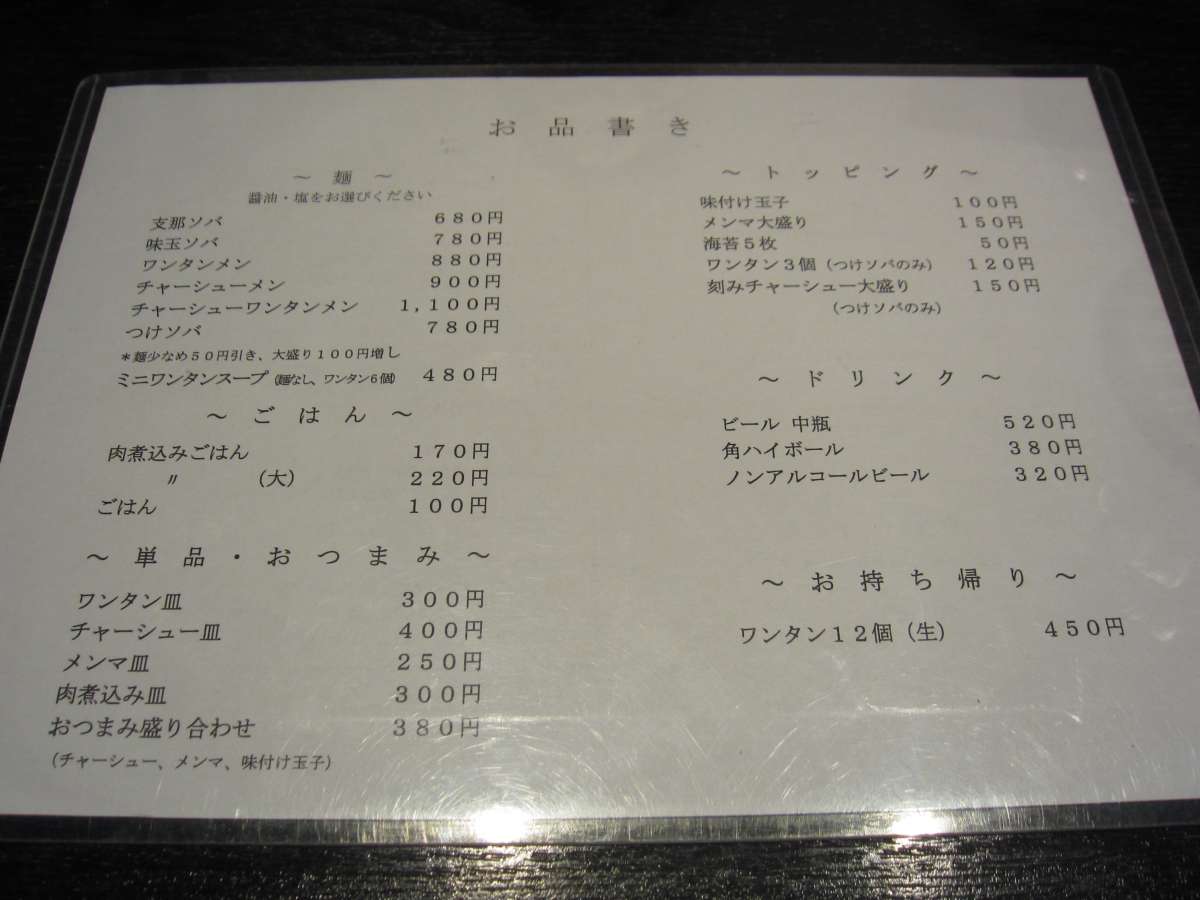 お品書き
～ 麺 ～
醤油・塩をお選びください
支那ソバ ６８０円
味玉ソバ ７８０円
ワンタンメン ８８０円
チャーシューメン ９００円
チャーシューワンタンメン １,１００円
つけソバ ７８０円
＊麺少なめ５０円引き、大盛り１００円増し
ミニワンタンスープ（麺なし、ワンタン６個） ４８０円
～ ご は ん ～
肉煮込みごはん １７０円
〃 （大） ２２０円
ごはん １００円
～ 単 品 ・ お つ ま み ～
ワンタン皿 ３００円
チャーシュー皿 ４００円
メンマ皿 ２５０円
肉煮込み皿 ３００円
おつまみ盛り合わせ ３８０円
（チャーシュー、メンマ、味付け玉子）
～ ト ッ ピ ン グ ～
味付け玉子 １００円
メンマ大盛り １５０円
海苔５枚 ５０円
ワンタン３個（つけソバのみ） １２０円
刻みチャーシュー大盛り １５０円
（つけソバのみ）
～ ド リ ン ク ～
ビール 中瓶 ５２０円
角ハイボール ３８０円
ノンアルコールビール ３２０円
～ お 持 ち 帰 り ～
ワンタン１２個（生） ４５０円